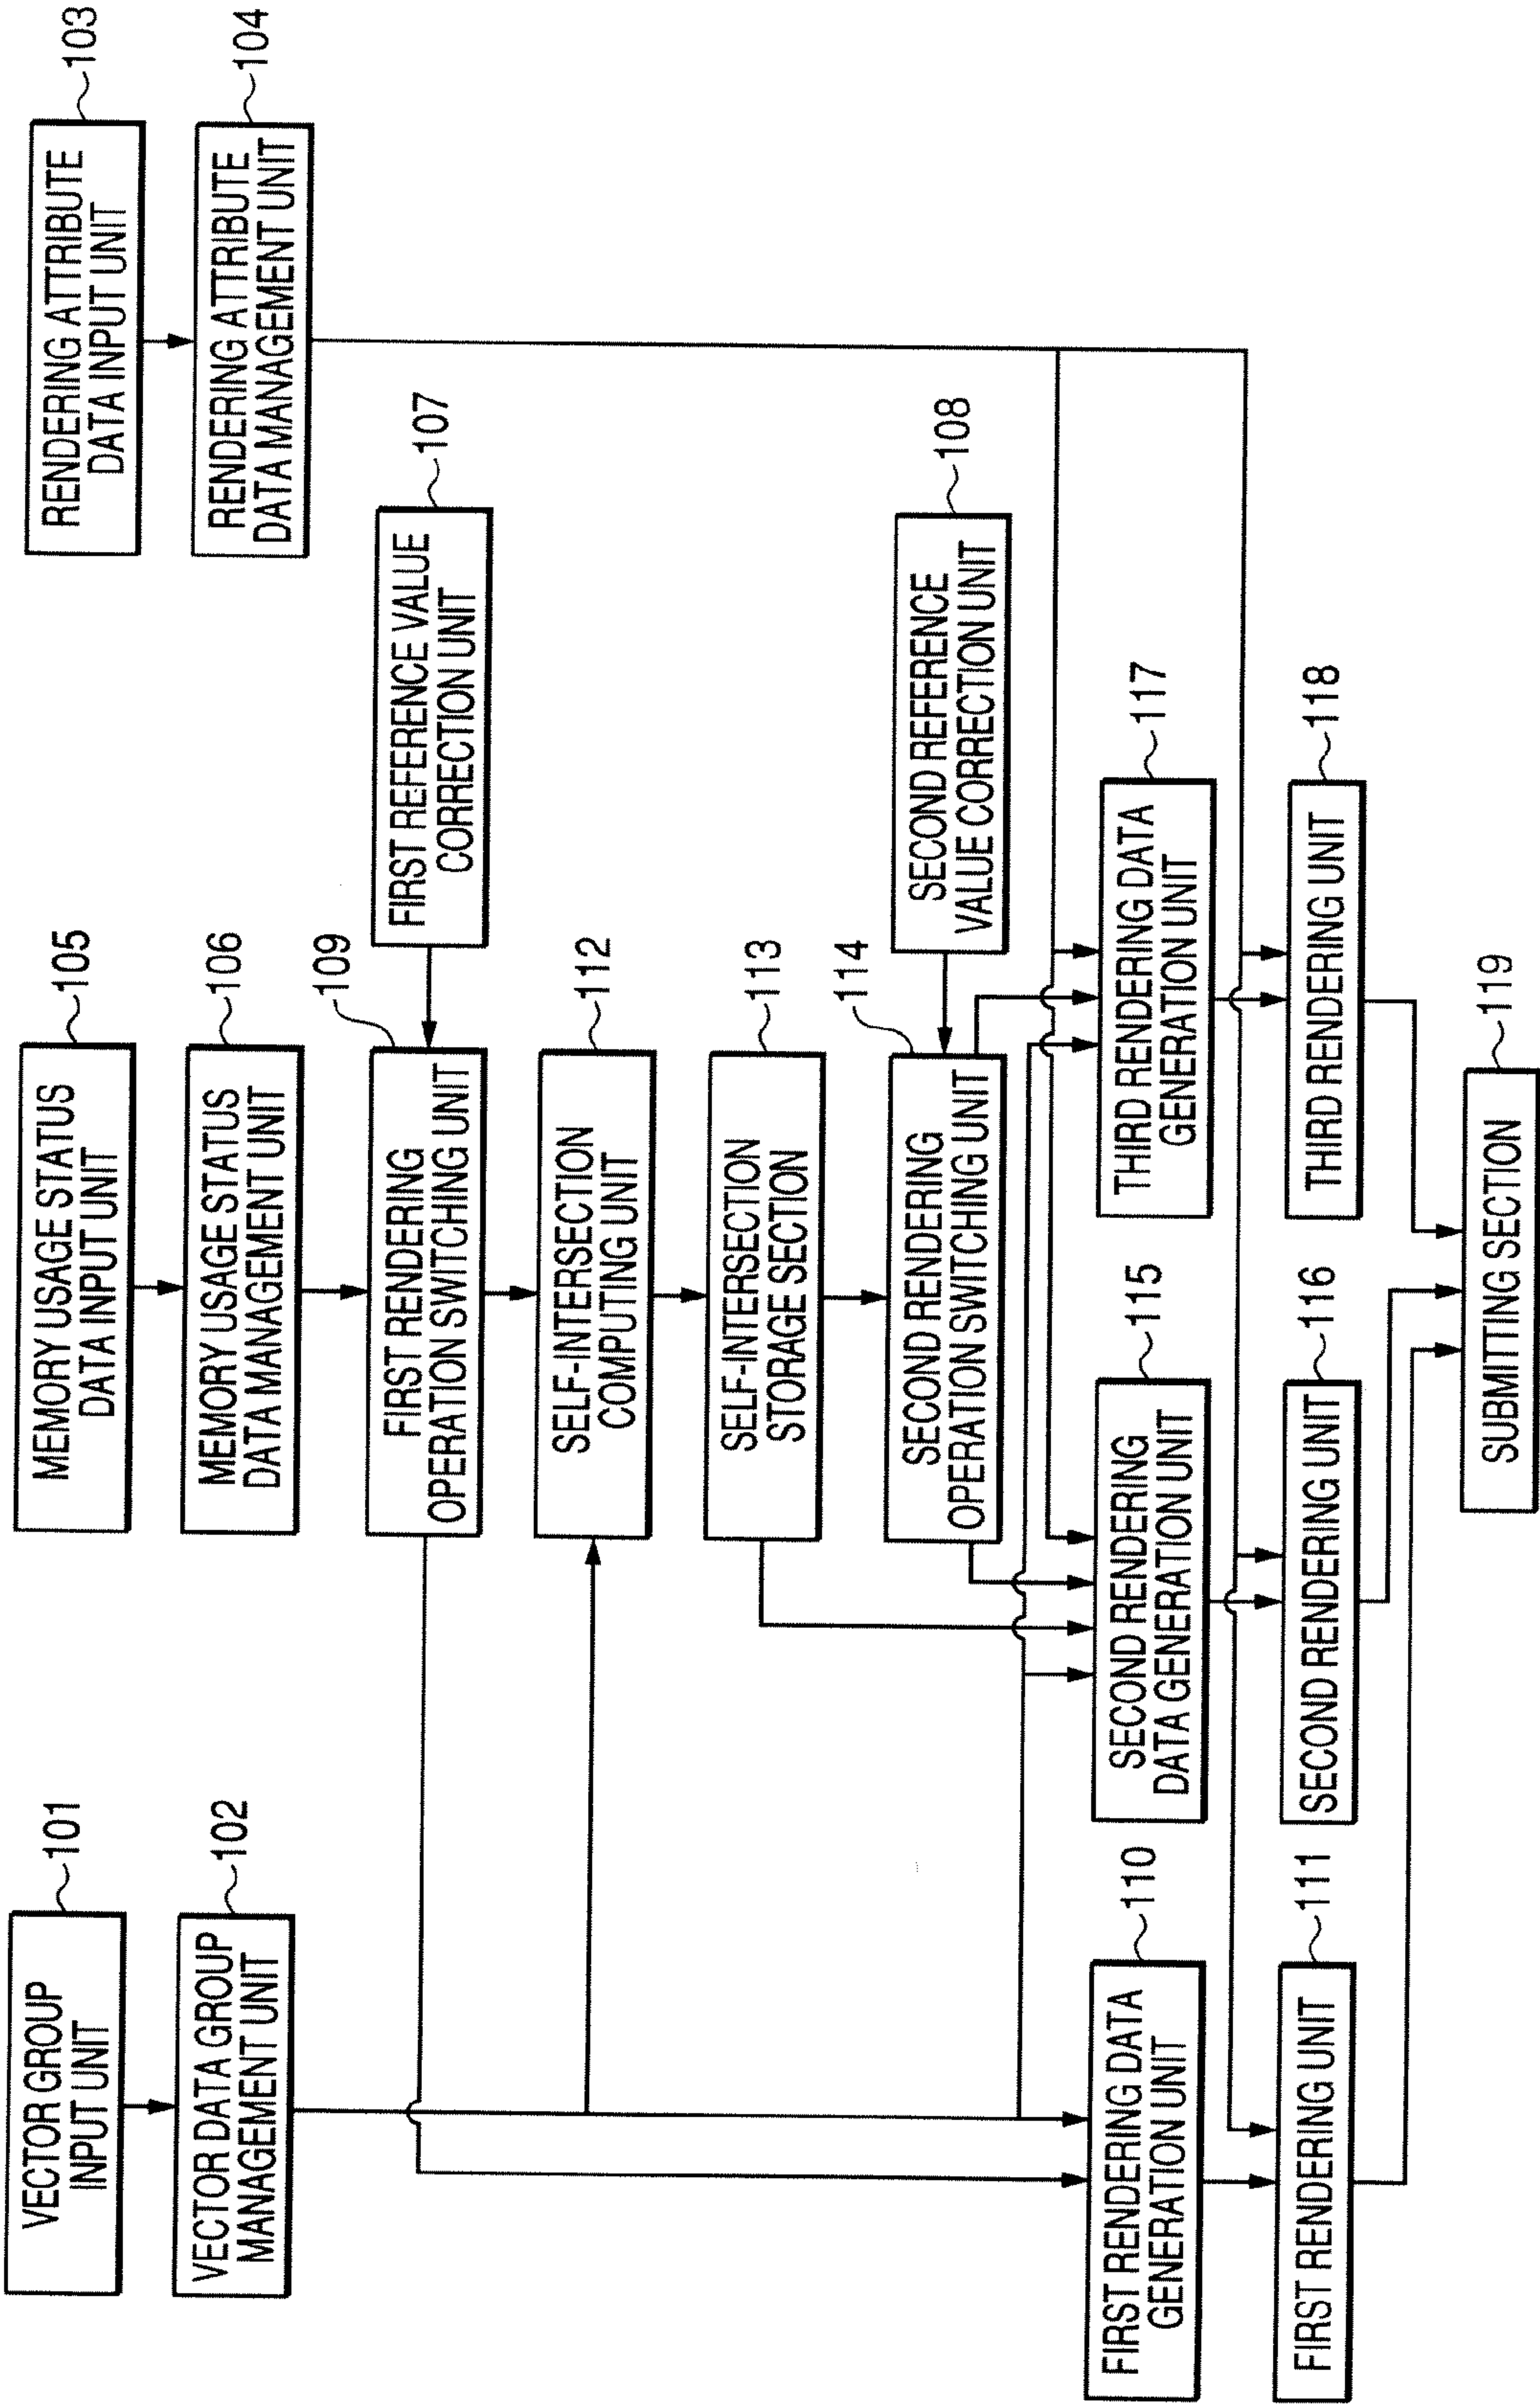 VECTOR GROUP
INPUT UNIT
101
VECTOR DATA GROUP
MANAGEMENT UNIT
102
MEMORY USAGE STATUS
DATA INPUT UNIT
105
MEMORY USAGE STATUS
DATA MANAGEMENT UNIT
106
RENDERING ATTRIBUTE
DATA INPUT UNIT
103
RENDERING ATTRIBUTE
DATA MANAGEMENT UNIT
104
FIRST RENDERING
OPERATION SWITCHING UNIT
109
FIRST REFERENCE VALUE
CORRECTION UNIT
107
SELF-INTERSECTION
COMPUTING UNIT
112
SELF-INTERSECTION
STORAGE SECTION
113
SECOND RENDERING
OPERATION SWITCHING UNIT
114
SECOND REFERENCE
VALUE CORRECTION UNIT
108
FIRST RENDERING DATA
GENERATION UNIT
110
SECOND RENDERING
DATA GENERATION UNIT
115
THIRD RENDERING DATA
GENERATION UNIT
117
FIRST RENDERING UNIT
111
SECOND RENDERING UNIT
116
THIRD RENDERING UNIT
118
SUBMITTING SECTION
119